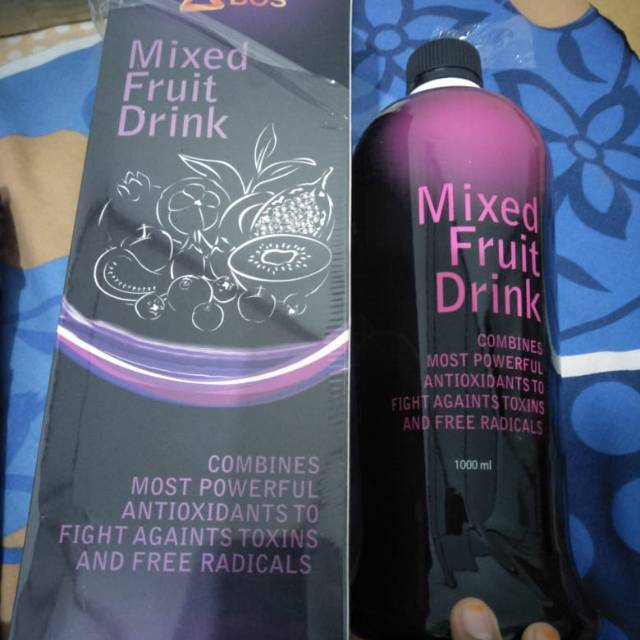 Mixed
Fruit
Drink
COMBINES
MOST POWERFUL
ANTIOXIDANTS TO
FIGHT AGAINTS TOXINS
AND FREE RADICALS
Mixed
Fruit
Drink
COMBINES
MOST POWERFUL
ANTIOXIDANTS TO
FIGHT AGAINTS TOXINS
AND FREE RADICALS
1000 ml